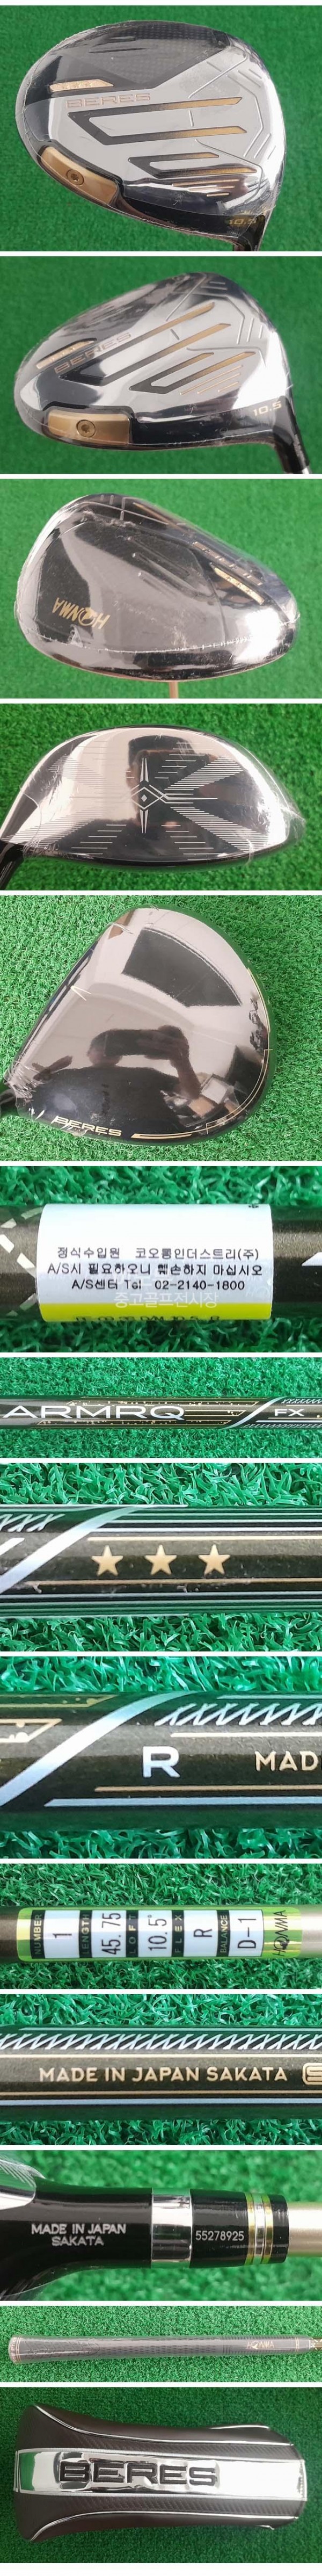 BERES
10.5
BERES
10.5
HONMA
BERES
정식수입원 코오롱인더스트리(주)
A/S시 필요하오니 훼손하지 마십시오
A/S센터 Tel 02-2140-1800
중고골프전시장
ARMRQ FX
R MAD
NUMBER 1 LENGTH 45.75 LOFT 10.5° FLEX R BALANCE D-1 HONMA
MADE IN JAPAN SAKATA
MADE IN JAPAN
SAKATA
55278925
HONMA
BERES